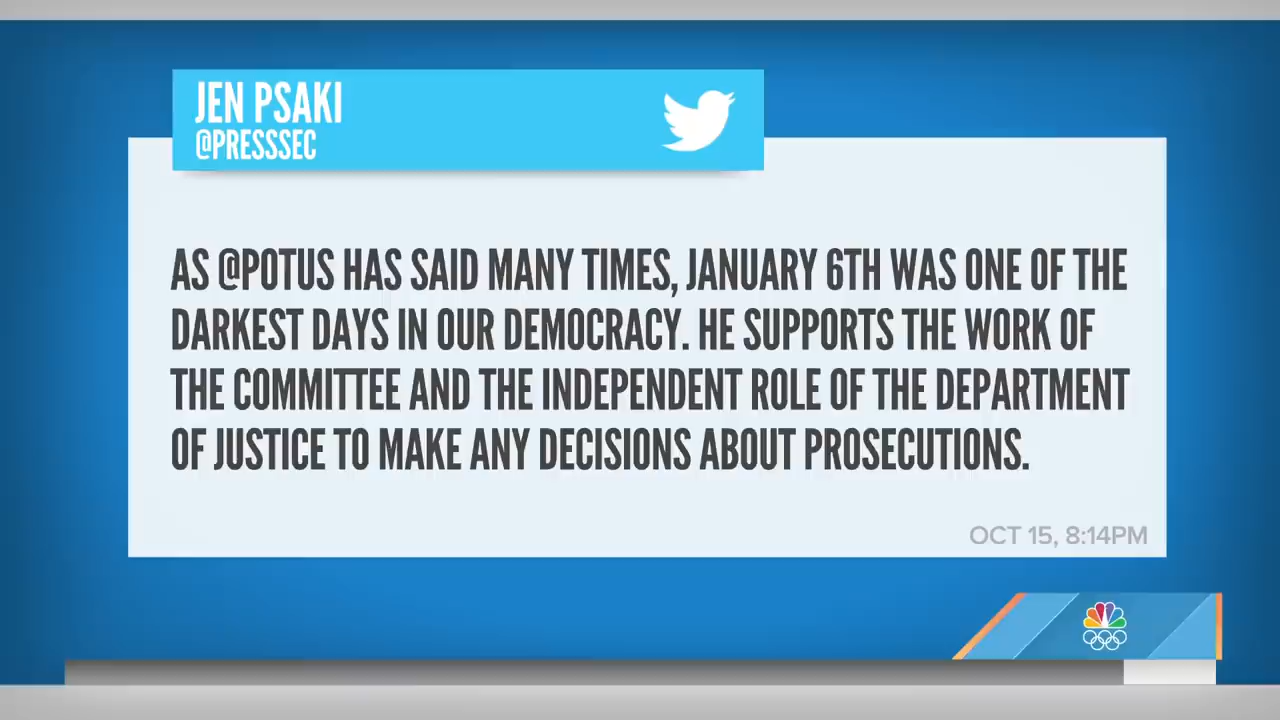 JEN PSAKI
@PRESSSEC
AS @POTUS HAS SAID MANY TIMES, JANUARY 6TH WAS ONE OF THE
DARKEST DAYS IN OUR DEMOCRACY. HE SUPPORTS THE WORK OF
THE COMMITTEE AND THE INDEPENDENT ROLE OF THE DEPARTMENT
OF JUSTICE TO MAKE ANY DECISIONS ABOUT PROSECUTIONS.
OCT 15, 8:14PM